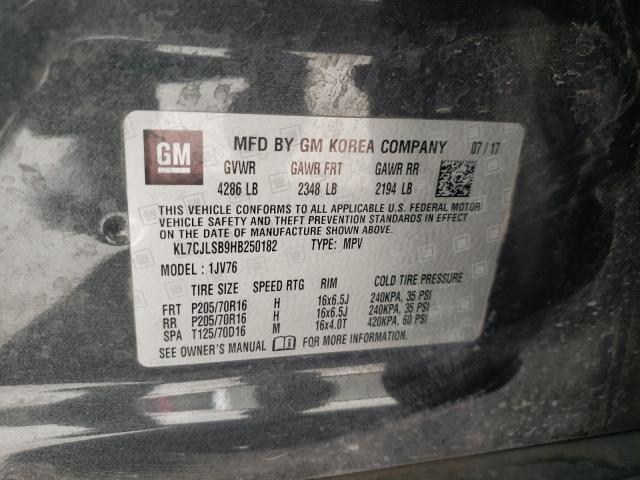 GM MFD BY GM KOREA COMPANY 07 / 17
GVWR GAWR FRT GAWR RR
4286 LB 2348 LB 2194 LB
THIS VEHICLE CONFORMS TO ALL APPLICABLE U.S. FEDERAL MOTOR
VEHICLE SAFETY AND THEFT PREVENTION STANDARDS IN EFFECT
ON THE DATE OF MANUFACTURE SHOWN ABOVE.
KL7CJLSB9HB250182 TYPE: MPV
MODEL : 1JV76
TIRE SIZE SPEED RTG RIM COLD TIRE PRESSURE
FRT P205/70R16 H 16x6.5J 240KPA, 35 PSI
RR P205/70R16 H 16x6.5J 240KPA, 35 PSI
SPA T125/70D16 M 16x4.0T 420KPA, 60 PSI
SEE OWNER'S MANUAL FOR MORE INFORMATION.